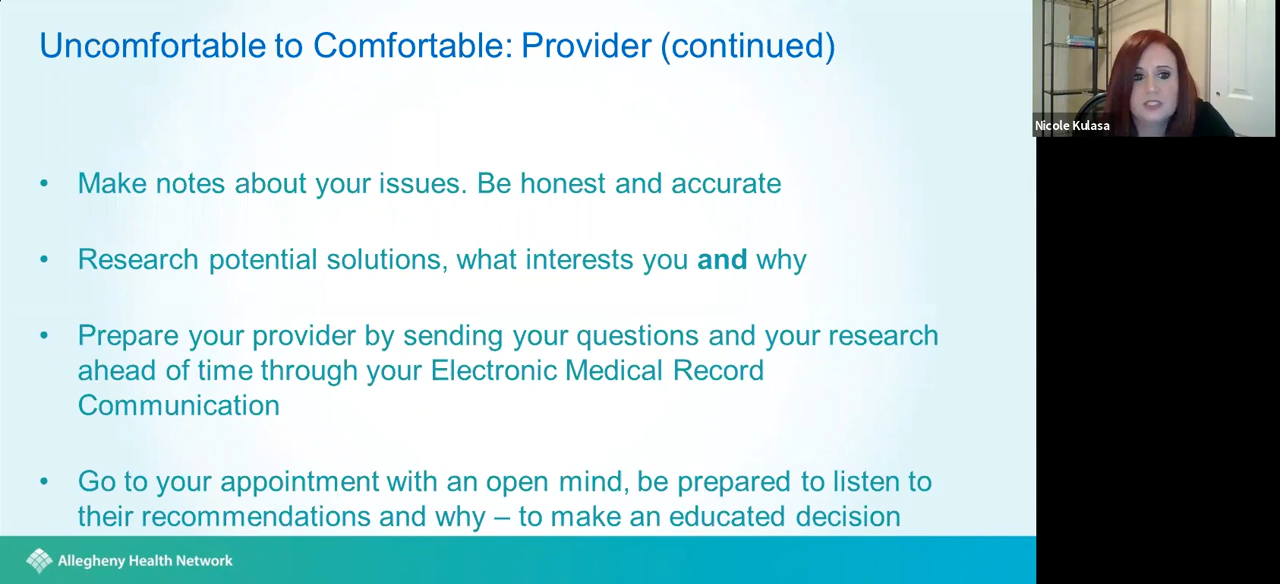 Uncomfortable to Comfortable: Provider (continued)
Nicole Kulasa
• Make notes about your issues. Be honest and accurate
• Research potential solutions, what interests you and why
• Prepare your provider by sending your questions and your research
ahead of time through your Electronic Medical Record
Communication
• Go to your appointment with an open mind, be prepared to listen to
their recommendations and why – to make an educated decision
Allegheny Health Network